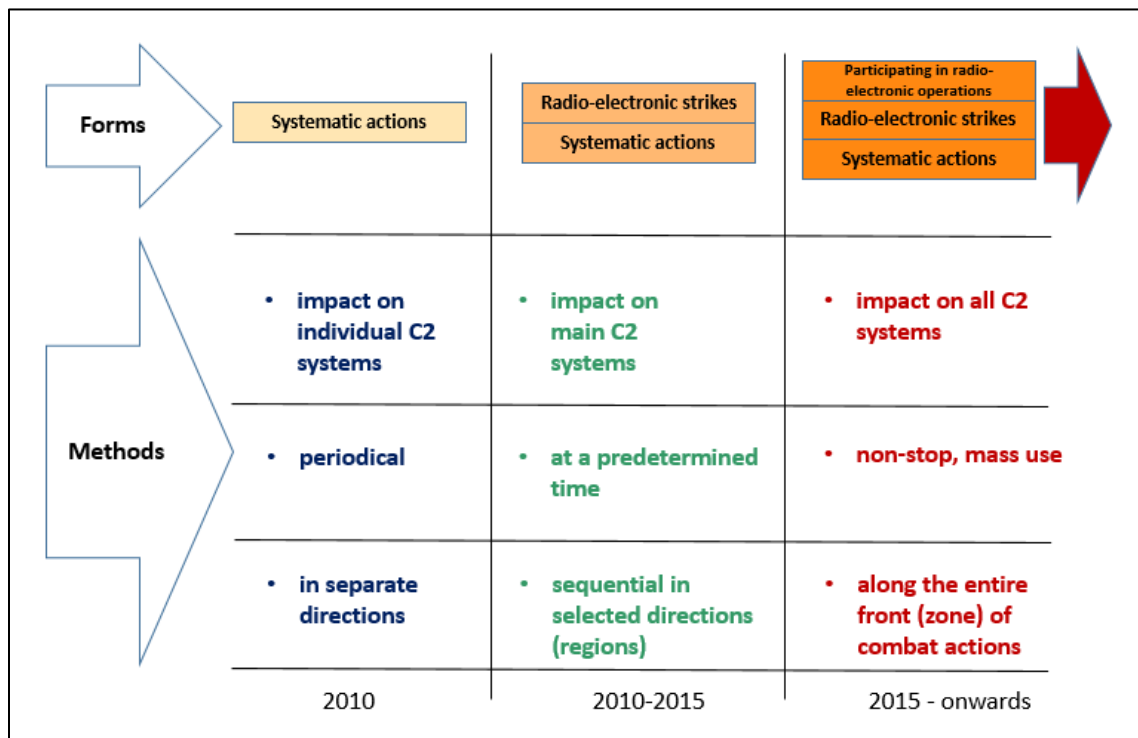 Forms
Systematic actions
Radio-electronic strikes
Systematic actions
Participating in radio-
electronic operations
Radio-electronic strikes
Systematic actions
Methods
• impact on
individual C2
systems
• impact on
main C2
systems
• impact on all C2
systems
• periodical
• at a predetermined
time
• non-stop, mass use
• in separate
directions
• sequential in
selected directions
(regions)
• along the entire
front (zone) of
combat actions
2010
2010-2015
2015 - onwards